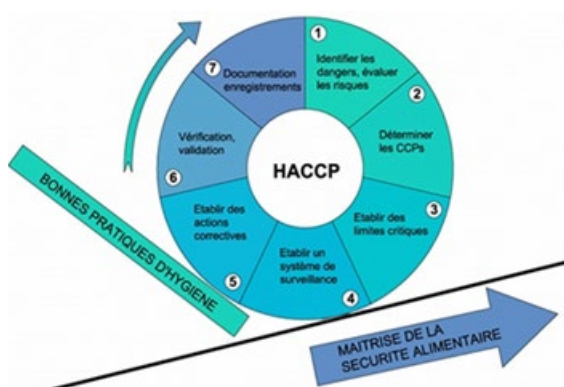 1
Identifier les
dangers, évaluer
les risques
2
Déterminer
les CCPs
3
Etablir des
limites critiques
4
Etablir un
système de
surveillance
5
Etablir des
actions
correctives
6
Vérification,
validation
7
Documentation
enregistrements
HACCP
BONNES PRATIQUES D'HYGIENE
MAITRISE DE LA
SECURITE ALIMENTAIRE